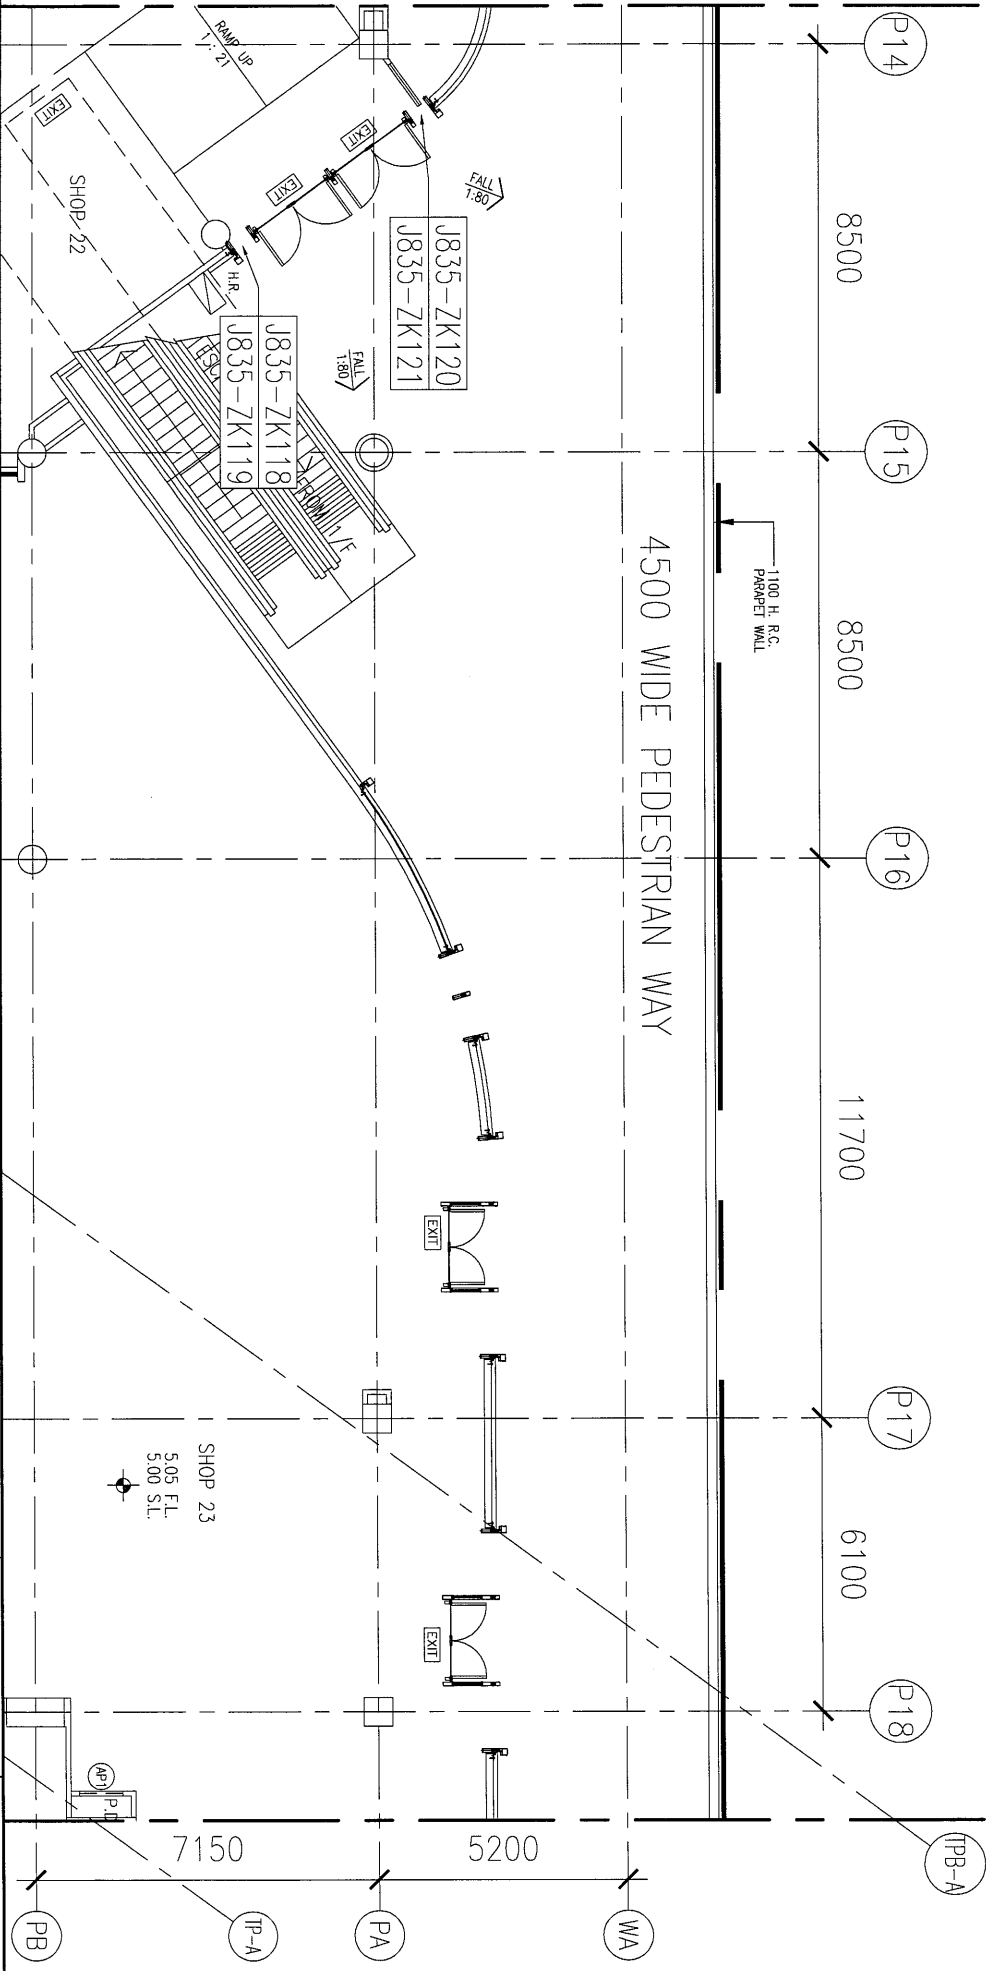 P14
8500
P15
8500
P16
11700
P17
6100
P18
TPB-A
1100 H. R.C.
PARAPET WALL
4500 WIDE PEDESTRIAN WAY
WA
5200
PA
7150
PB
TP-A
RAMP UP
1 : 21
EXIT
EXIT
EXIT
FALL
1:80
FALL
1:80
J835-ZK120
J835-ZK121
J835-ZK118
J835-ZK119
H.R.
SHOP 22
FROM 1/F
EXIT
EXIT
SHOP 23
5.05 F.L.
5.00 S.L.
AP1